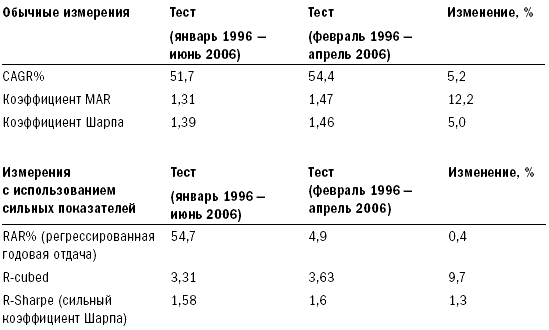 Обычные измерения Тест Тест Изменение, %
(январь 1996 — (февраль 1996 —
июнь 2006) апрель 2006)
CAGR% 51,7 54,4 5,2
Коэффициент MAR 1,31 1,47 12,2
Коэффициент Шарпа 1,39 1,46 5,0
Измерения Тест Тест Изменение, %
с использованием (январь 1996 — (февраль 1996 —
сильных показателей июнь 2006) апрель 2006)
RAR% (регрессированная 54,7 4,9 0,4
годовая отдача)
R-cubed 3,31 3,63 9,7
R-Sharpe (сильный 1,58 1,6 1,3
коэффициент Шарпа)